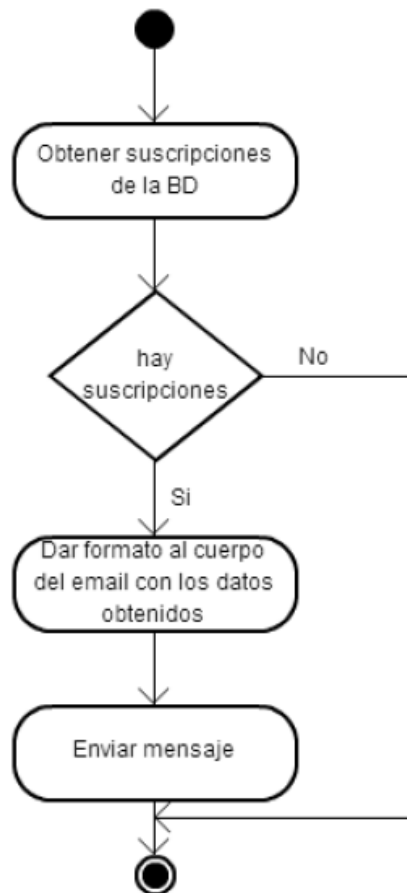 Obtener suscripciones
de la BD
hay
suscripciones
No
Si
Dar formato al cuerpo
del email con los datos
obtenidos
Enviar mensaje